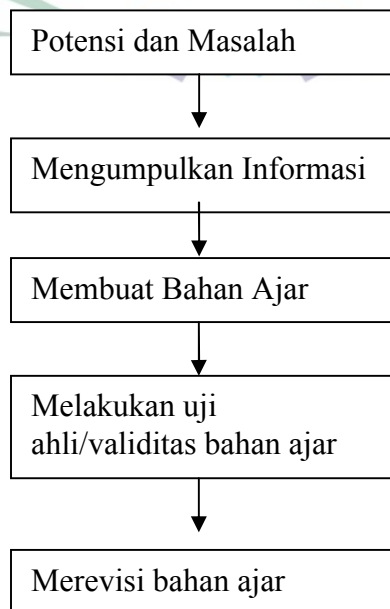 Potensi dan Masalah
Mengumpulkan Informasi
Membuat Bahan Ajar
Melakukan uji
ahli/validitas bahan ajar
Merevisi bahan ajar